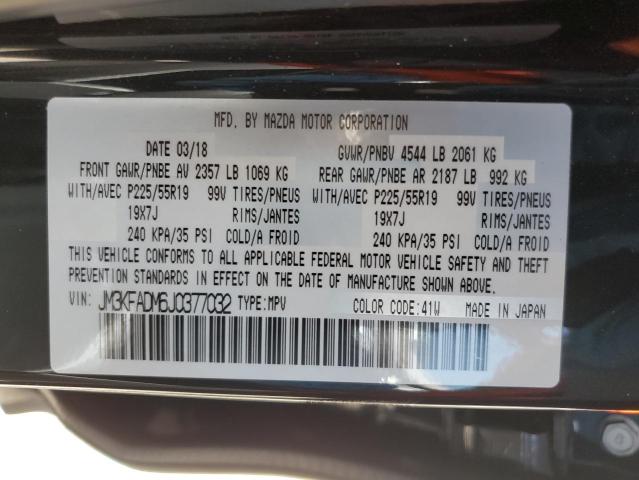 MFD. BY MAZDA MOTOR CORPORATION
DATE 03/18 GVWR/PNBV 4544 LB 2061 KG
FRONT GAWR/PNBE AV 2357 LB 1069 KG REAR GAWR/PNBE AR 2187 LB 992 KG
WITH/AVEC P225/55R19 99V TIRES/PNEUS WITH/AVEC P225/55R19 99V TIRES/PNEUS
19X7J RIMS/JANTES 19X7J RIMS/JANTES
240 KPA/35 PSI COLD/A FROID 240 KPA/35 PSI COLD/A FROID
THIS VEHICLE CONFORMS TO ALL APPLICABLE FEDERAL MOTOR VEHICLE SAFETY AND THEFT
PREVENTION STANDARDS IN EFFECT ON THE DATE OF MANUFACTURE SHOWN ABOVE.
VIN: JM3KFADM6J0377032 TYPE:MPV COLOR CODE:41W MADE IN JAPAN